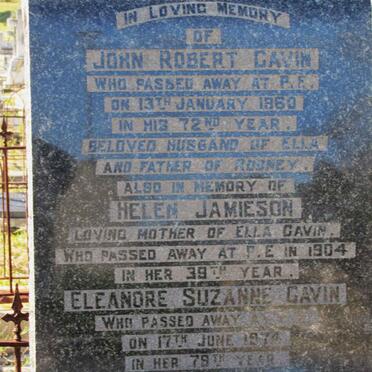 IN LOVING MEMORY
OF
JOHN ROBERT GAVIN
WHO PASSED AWAY AT P.E.
ON 13TH JANUARY 1960
IN HIS 72ND YEAR.
BELOVED HUSBAND OF ELLA
AND FATHER OF RODNEY.
ALSO IN MEMORY OF
HELEN JAMIESON
LOVING MOTHER OF ELLA GAVIN.
WHO PASSED AWAY AT P.E IN 1904
IN HER 39TH YEAR.
ELEANORE SUZANNE GAVIN
WHO PASSED AWAY
ON 17TH JUNE 1974
IN HER 79TH YEAR